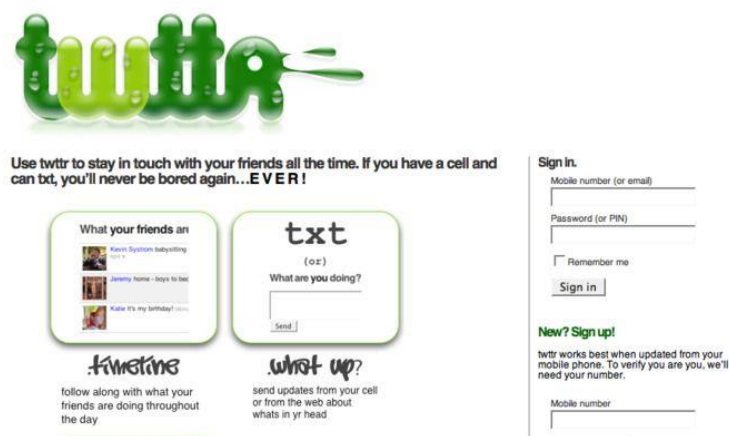 twttr
Use twttr to stay in touch with your friends all the time. If you have a cell and
can txt, you'll never be bored again...E V E R !
What your friends are
Kevin Systrom babysitting
Jeremy home - boys to bed
Katie It's my birthday!
.timeline
follow along with what your
friends are doing throughout
the day
txt
(or)
What are you doing?
Send
.what up?
send updates from your cell
or from the web about
whats in yr head
Sign in.
Mobile number (or email)
Password (or PIN)
Remember me
Sign in
New? Sign up!
twttr works best when updated from your
mobile phone. To verify you are you, we'll
need your number.
Mobile number